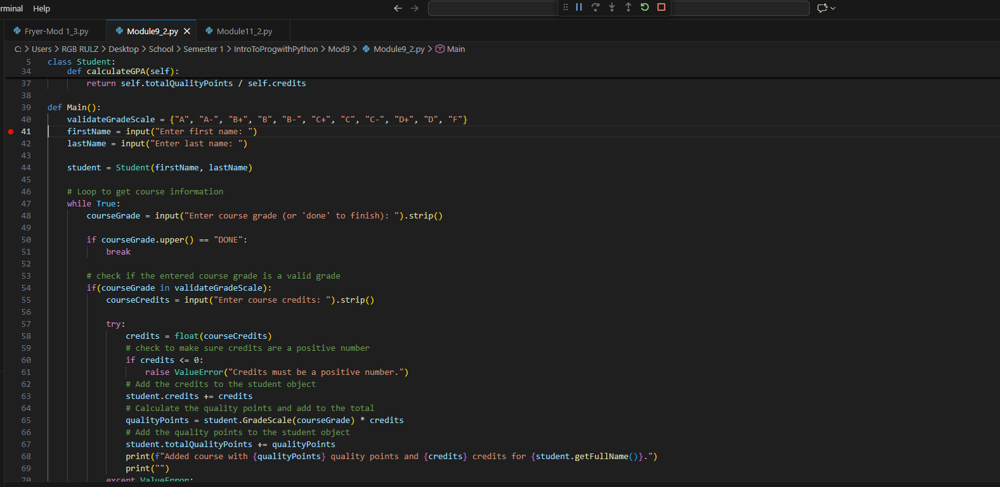 rminal Help
Fryer-Mod 1_3.py Module9_2.py Module11_2.py
C: > Users > RGB RULZ > Desktop > School > Semester 1 > IntroToProgwithPython > Mod9 > Module9_2.py > Main
5 class Student:
34 def calculateGPA(self):
37 return self.totalQualityPoints / self.credits
38
39 def Main():
40 validateGradeScale = {"A", "A-", "B+", "B", "B-", "C+", "C", "C-", "D+", "D", "F"}
41 firstName = input("Enter first name: ")
42 lastName = input("Enter last name: ")
43
44 student = Student(firstName, lastName)
45
46 # Loop to get course information
47 while True:
48 courseGrade = input("Enter course grade (or 'done' to finish): ").strip()
49
50 if courseGrade.upper() == "DONE":
51 break
52
53 # check if the entered course grade is a valid grade
54 if(courseGrade in validateGradeScale):
55 courseCredits = input("Enter course credits: ").strip()
56
57 try:
58 credits = float(courseCredits)
59 # check to make sure credits are a positive number
60 if credits <= 0:
61 raise ValueError("Credits must be a positive number.")
62 # Add the credits to the student object
63 student.credits += credits
64 # Calculate the quality points and add to the total
65 qualityPoints = student.GradeScale(courseGrade) * credits
66 # Add the quality points to the student object
67 student.totalQualityPoints += qualityPoints
68 print(f"Added course with {qualityPoints} quality points and {credits} credits for {student.getFullName()}.")
69 print("")
70 except ValueError: